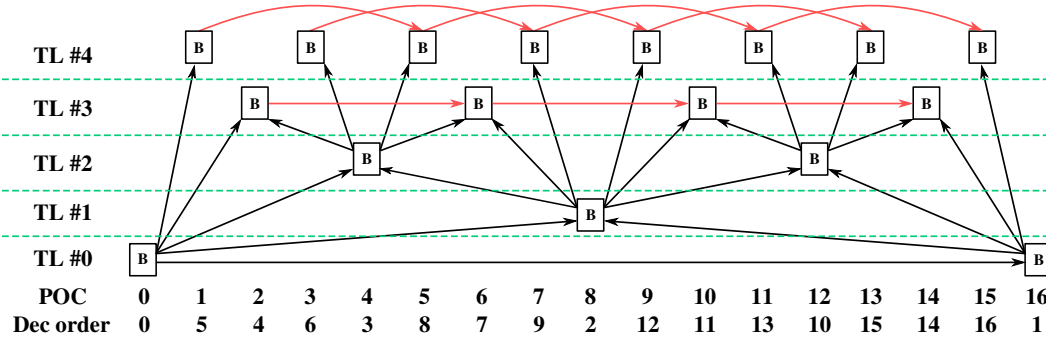 TL #4 B B B B B B B B
TL #3 B B B B
TL #2 B B
TL #1 B
TL #0 B B
POC 0 1 2 3 4 5 6 7 8 9 10 11 12 13 14 15 16
Dec order 0 5 4 6 3 8 7 9 2 12 11 13 10 15 14 16 1